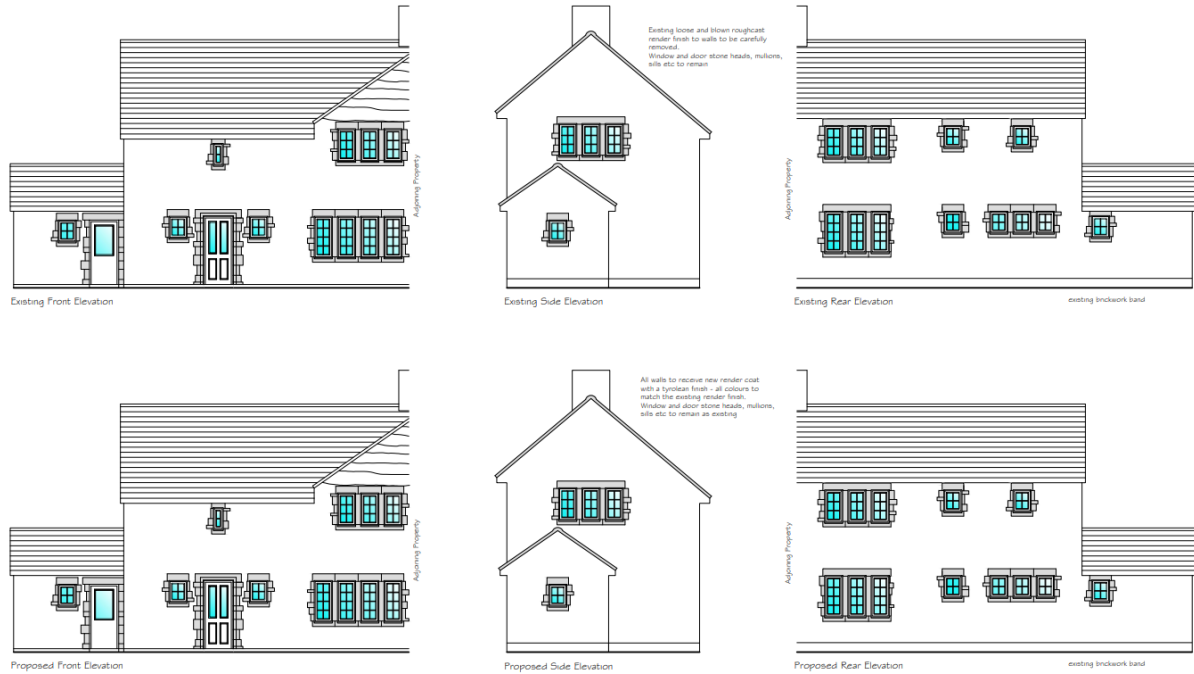 Existing loose and blown roughcast
render finish to walls to be carefully
removed.
Window and door stone heads, mullions,
sills etc to remain
Adjoining Property
Adjoining Property
Existing Front Elevation
Existing Side Elevation
Existing Rear Elevation
existing brickwork band
All walls to receive new render coat
with a tyrolean finish - all colours to
match the existing render finish.
Window and door stone heads, mullions,
sills etc to remain as existing
Adjoining Property
Adjoining Property
Proposed Front Elevation
Proposed Side Elevation
Proposed Rear Elevation
existing brickwork band